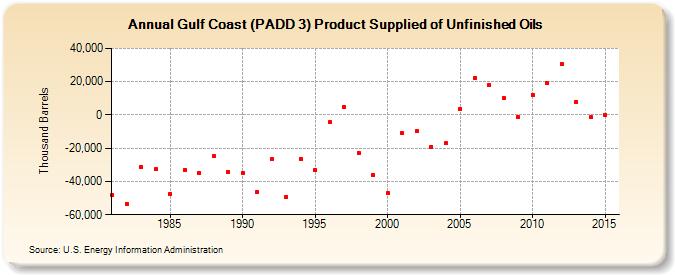 Annual Gulf Coast (PADD 3) Product Supplied of Unfinished Oils
Thousand Barrels
40,000
20,000
0
-20,000
-40,000
-60,000
1985 1990 1995 2000 2005 2010 2015
Source: U.S. Energy Information Administration